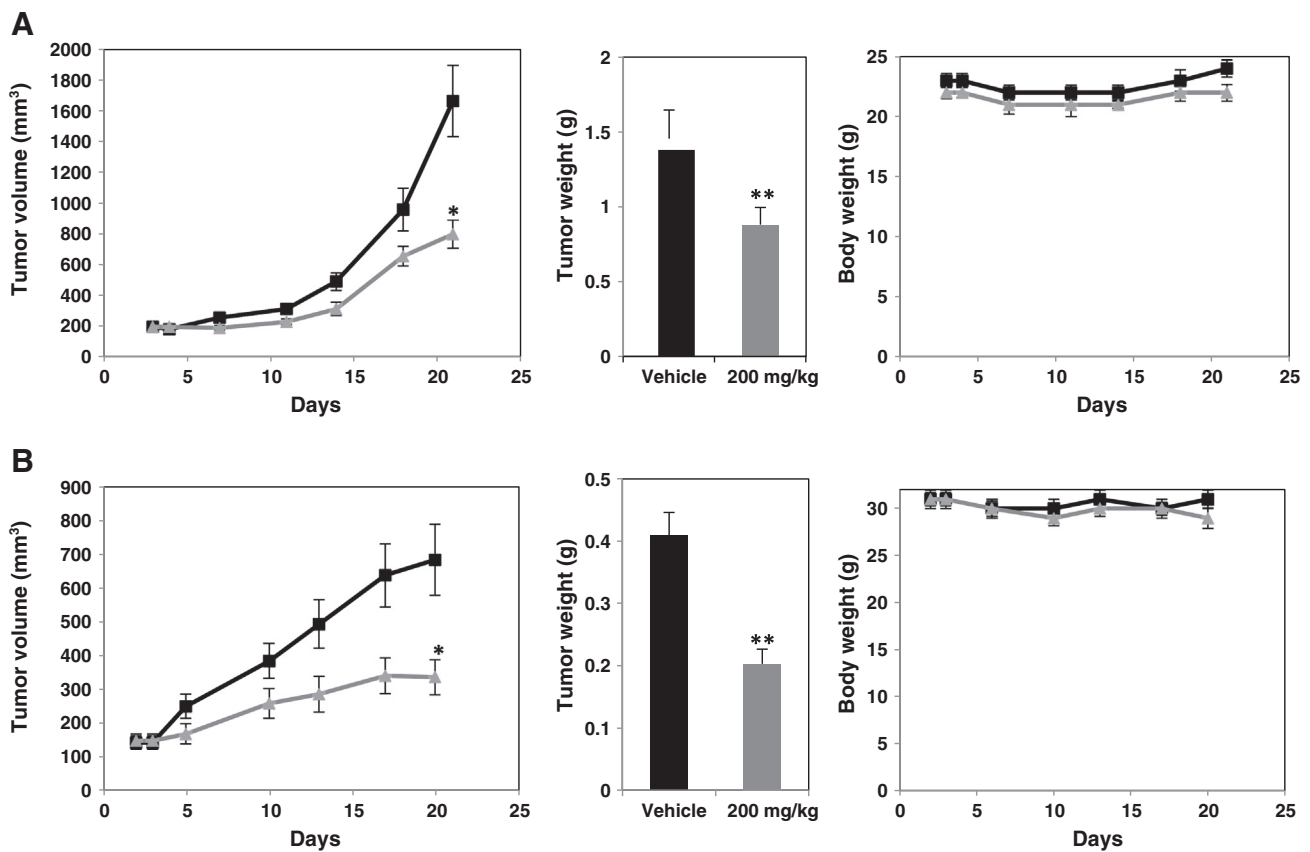 A
Tumor volume (mm³)
2000
1800
1600
1400
1200
1000
800
600
400
200
0
*
0 5 10 15 20 25
Days
Tumor weight (g)
2
1.5
1
0.5
0
**
Vehicle 200 mg/kg
Body weight (g)
25
20
15
10
5
0
0 5 10 15 20 25
Days
B
Tumor volume (mm³)
900
800
700
600
500
400
300
200
100
0
*
0 5 10 15 20 25
Days
Tumor weight (g)
0.5
0.4
0.3
0.2
0.1
0
**
Vehicle 200 mg/kg
Body weight (g)
30
25
20
15
10
5
0
0 5 10 15 20 25
Days